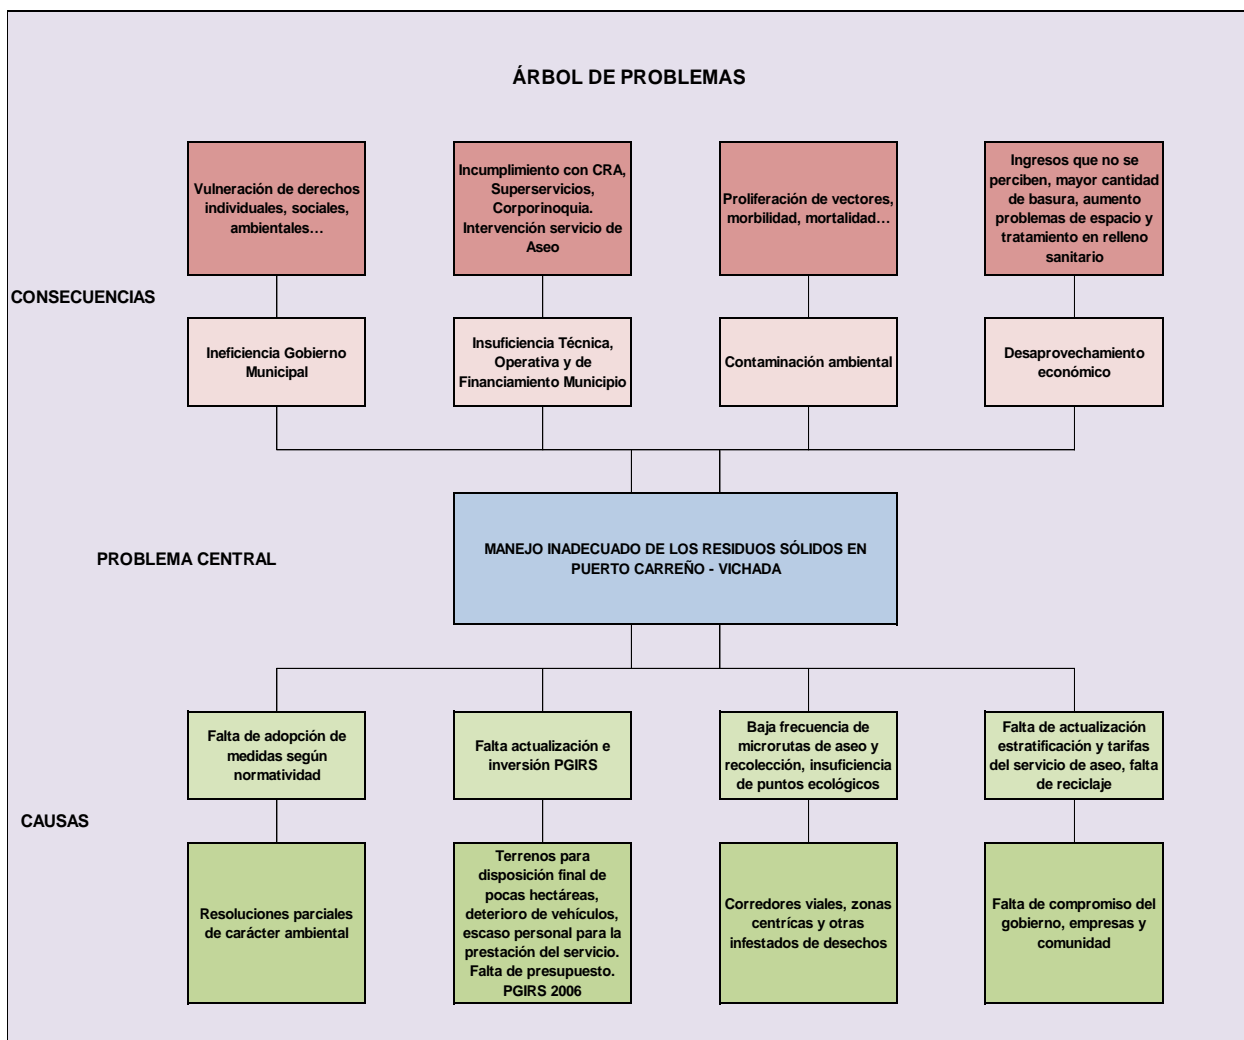 ÁRBOL DE PROBLEMAS
Vulneración de derechos
individuales, sociales,
ambientales…
Incumplimiento con CRA,
Superservicios,
Corporinoquia.
Intervención servicio de
Aseo
Proliferación de vectores,
morbilidad, mortalidad…
Ingresos que no se
perciben, mayor cantidad
de basura, aumento
problemas de espacio y
tratamiento en relleno
sanitario
CONSECUENCIAS
Ineficiencia Gobierno
Municipal
Insuficiencia Técnica,
Operativa y de
Financiamiento Municipio
Contaminación ambiental
Desaprovechamiento
económico
PROBLEMA CENTRAL
MANEJO INADECUADO DE LOS RESIDUOS SÓLIDOS EN
PUERTO CARREÑO - VICHADA
Falta de adopción de
medidas según
normatividad
Falta actualización e
inversión PGIRS
Baja frecuencia de
microrutas de aseo y
recolección, insuficiencia
de puntos ecológicos
Falta de actualización
estratificación y tarifas
del servicio de aseo, falta
de reciclaje
CAUSAS
Resoluciones parciales
de carácter ambiental
Terrenos para
disposición final de
pocas hectáreas,
deterioro de vehículos,
escaso personal para la
prestación del servicio.
Falta de presupuesto.
PGIRS 2006
Corredores viales, zonas
centrícas y otras
infestados de desechos
Falta de compromiso del
gobierno, empresas y
comunidad